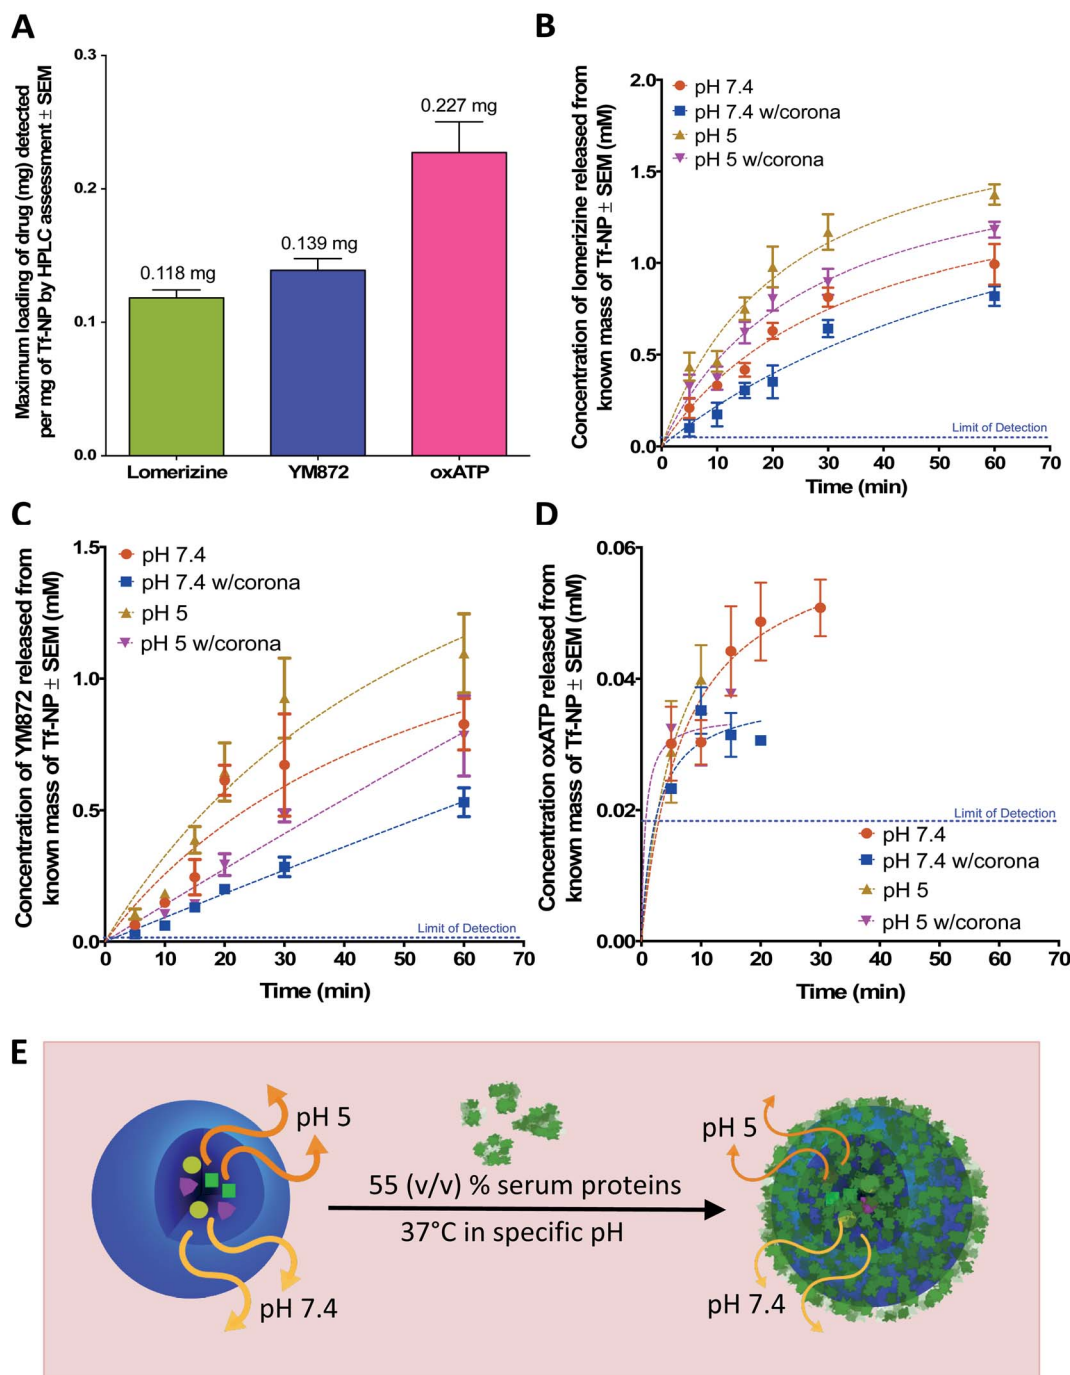 A
Maximum loading of drug (mg) detected
per mg of Tf-NP by HPLC assessment ± SEM
0.3
0.2
0.1
0.0
0.118 mg
0.139 mg
0.227 mg
Lomerizine
YM872
oxATP
B
Concentration of lomerizine released from
known mass of Tf-NP ± SEM (mM)
2.0
1.5
1.0
0.5
0.0
pH 7.4
pH 7.4 w/corona
pH 5
pH 5 w/corona
Limit of Detection
0 10 20 30 40 50 60 70
Time (min)
C
Concentration of YM872 released from
known mass of Tf-NP ± SEM (mM)
1.5
1.0
0.5
0.0
pH 7.4
pH 7.4 w/corona
pH 5
pH 5 w/corona
Limit of Detection
0 10 20 30 40 50 60 70
Time (min)
D
Concentration oxATP released from
known mass of Tf-NP ± SEM (mM)
0.06
0.04
0.02
0.00
Limit of Detection
pH 7.4
pH 7.4 w/corona
pH 5
pH 5 w/corona
0 10 20 30 40 50 60 70
Time (min)
E
pH 5
pH 7.4
55 (v/v) % serum proteins
37°C in specific pH
pH 5
pH 7.4